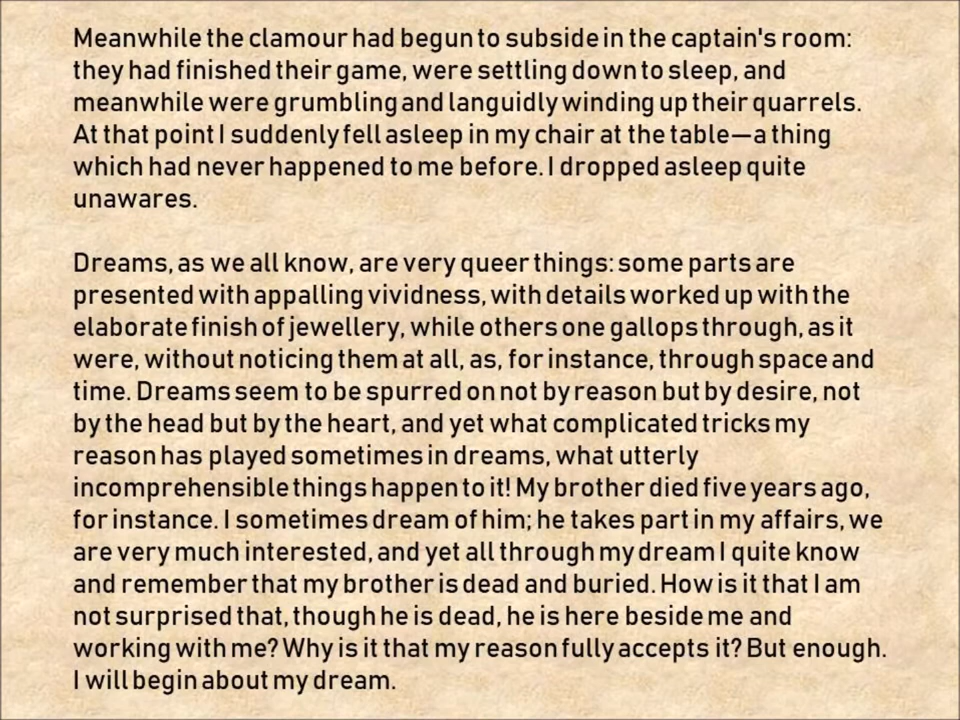 Meanwhile the clamour had begun to subside in the captain's room:
they had finished their game, were settling down to sleep, and
meanwhile were grumbling and languidly winding up their quarrels.
At that point I suddenly fell asleep in my chair at the table—a thing
which had never happened to me before. I dropped asleep quite
unawares.

Dreams, as we all know, are very queer things: some parts are
presented with appalling vividness, with details worked up with the
elaborate finish of jewellery, while others one gallops through, as it
were, without noticing them at all, as, for instance, through space and
time. Dreams seem to be spurred on not by reason but by desire, not
by the head but by the heart, and yet what complicated tricks my
reason has played sometimes in dreams, what utterly
incomprehensible things happen to it! My brother died five years ago,
for instance. I sometimes dream of him; he takes part in my affairs, we
are very much interested, and yet all through my dream I quite know
and remember that my brother is dead and buried. How is it that I am
not surprised that, though he is dead, he is here beside me and
working with me? Why is it that my reason fully accepts it? But enough.
I will begin about my dream.